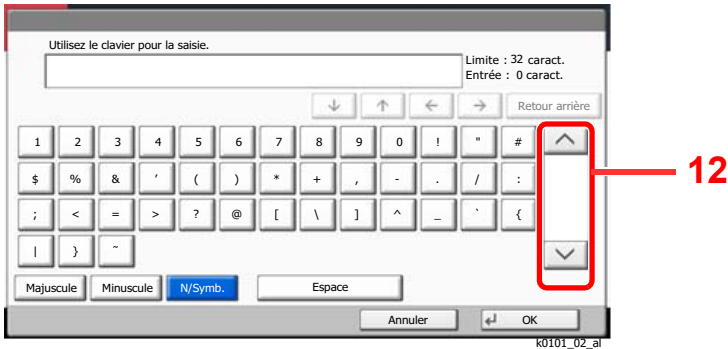 Utilisez le clavier pour la saisie.
Limite : 32 caract.
Entrée : 0 caract.
Retour arrière
1 2 3 4 5 6 7 8 9 0 ! " #
$ % & ' ( ) * + , - . / :
; < = > ? @ [ \ ] ^ _ ` {
| } ~
12
Majuscule Minuscule N/Symb. Espace
Annuler OK
k0101_02_al